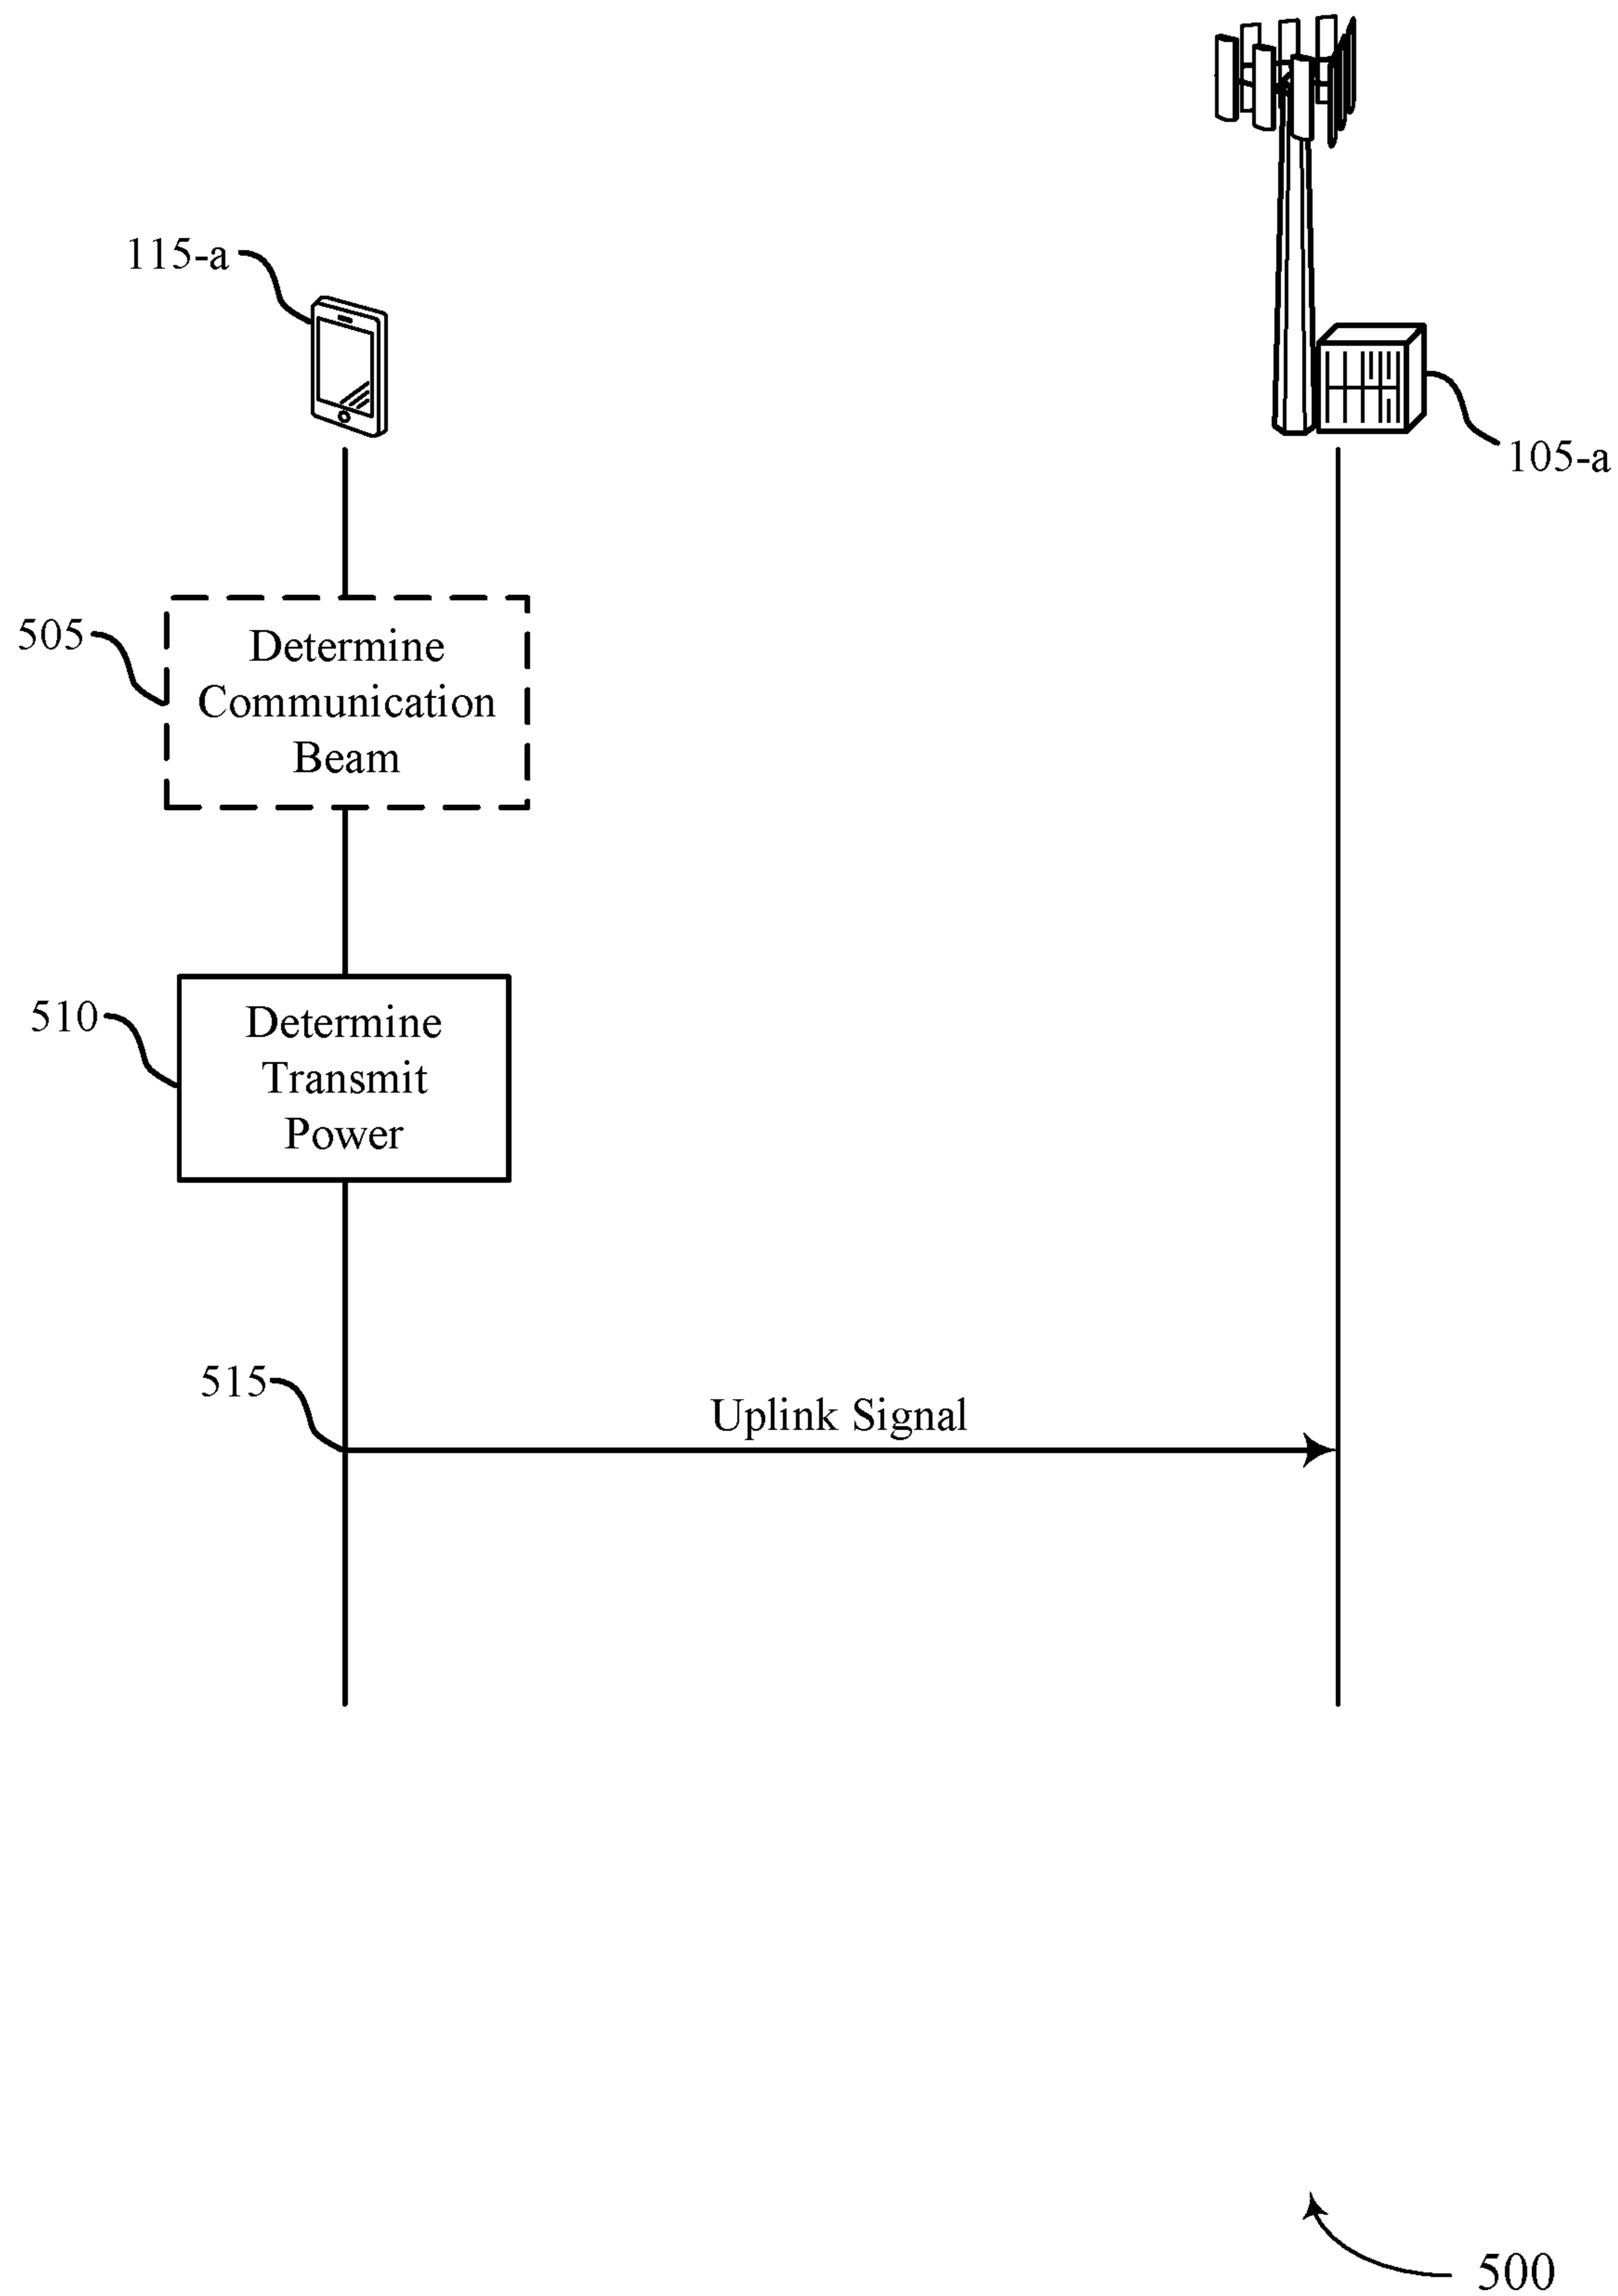 115-a
105-a
505
Determine
Communication
Beam
510
Determine
Transmit
Power
515
Uplink Signal
500